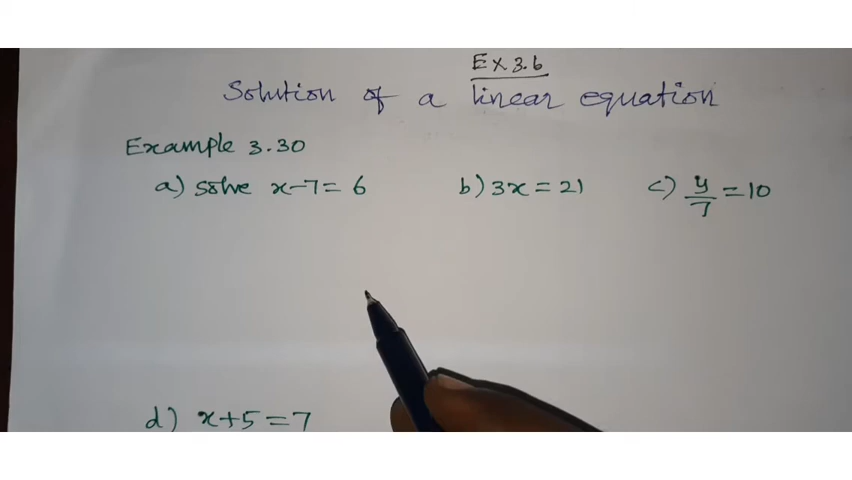 Ex 3.6
Solution of a linear equation
Example 3.30
a) solve x-7= 6 b) 3x = 21 c) y/7 = 10
d) x+5 = 7